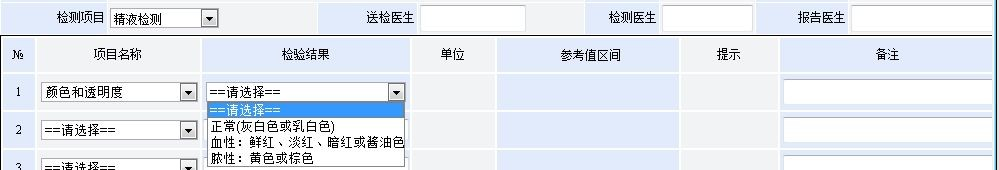 检测项目 精液检测 送检医生 检测医生 报告医生
№ 项目名称 检验结果 单位 参考值区间 提示 备注
1 颜色和透明度 ==请选择==
==请选择==
正常(灰白色或乳白色)
2 ==请选择== 血性：鲜红、淡红、暗红或酱油色
脓性：黄色或棕色
3 ==请选择==